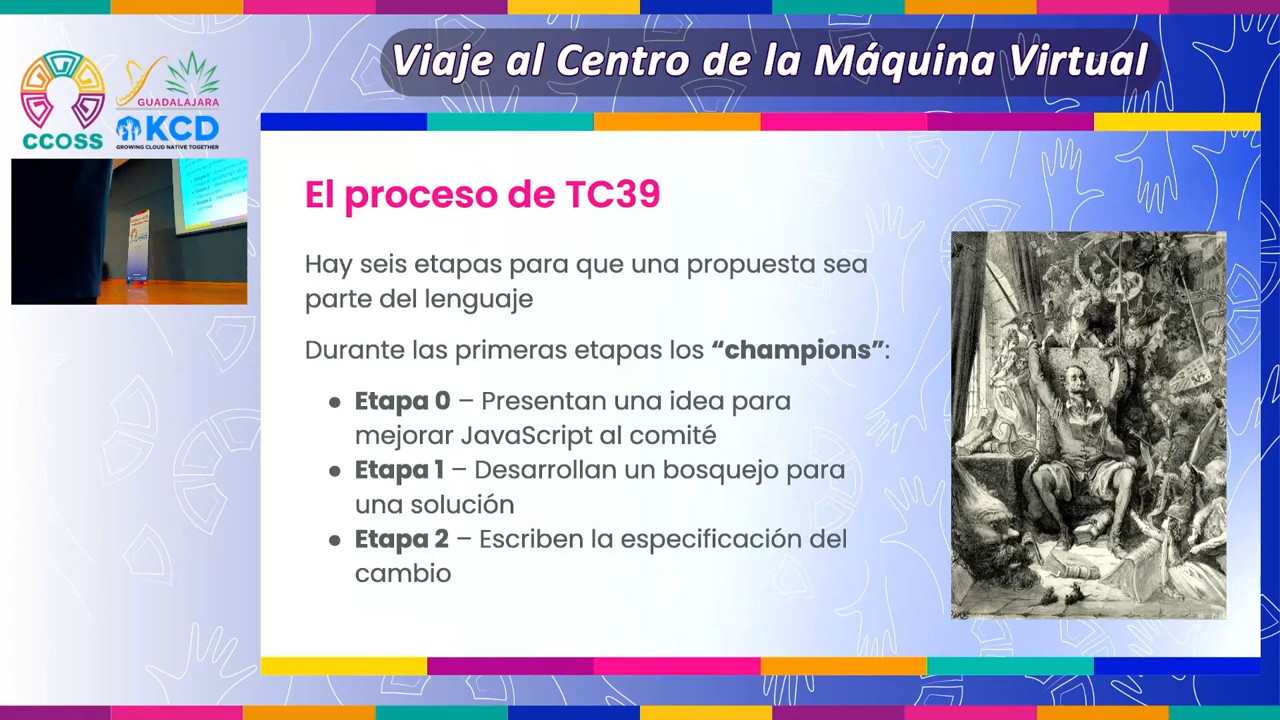 Viaje al Centro de la Máquina Virtual
CCOSS
GUADALAJARA
KCD
GROWING CLOUD NATIVE TOGETHER
El proceso de TC39
Hay seis etapas para que una propuesta sea
parte del lenguaje
Durante las primeras etapas los “champions”:
● Etapa 0 – Presentan una idea para
mejorar JavaScript al comité
● Etapa 1 – Desarrollan un bosquejo para
una solución
● Etapa 2 – Escriben la especificación del
cambio